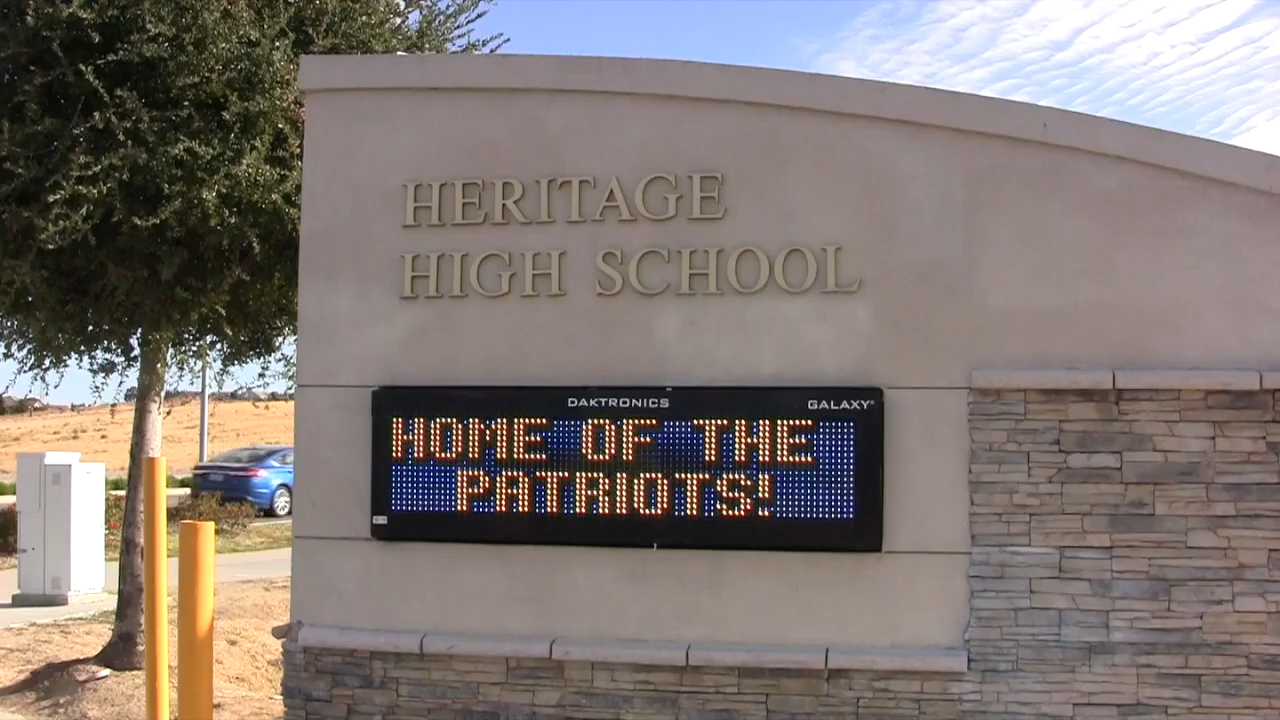 HERITAGE
HIGH SCHOOL
DAKTRONICS GALAXY®
HOME OF THE
PATRIOTS!